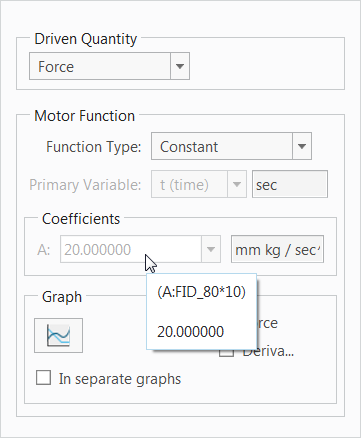 Driven Quantity
Force
Motor Function
Function Type: Constant
Primary Variable: t (time) sec
Coefficients
A: 20.000000 mm kg / sec^
(A:FID_80*10)
20.000000
Graph
Deriva...
In separate graphs